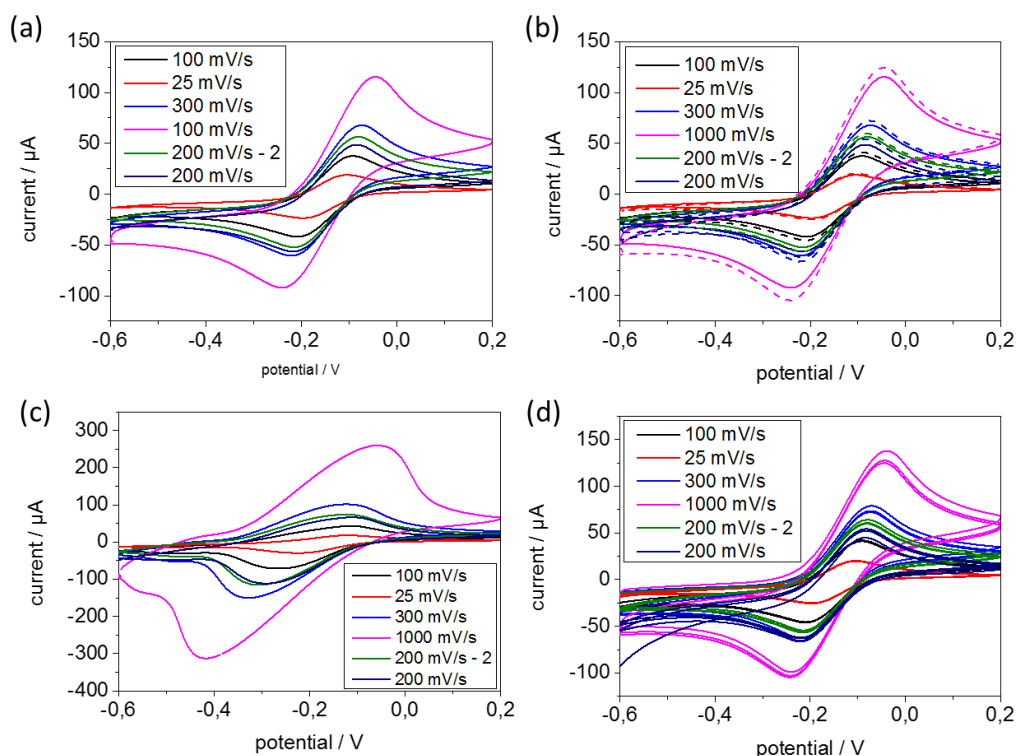 (a)
150
100
50
0
-50
-100
current / µA
100 mV/s
25 mV/s
300 mV/s
100 mV/s
200 mV/s - 2
200 mV/s
-0,6
-0,4
-0,2
0,0
0,2
potential / V
(b)
150
100
50
0
-50
-100
current / µA
100 mV/s
25 mV/s
300 mV/s
1000 mV/s
200 mV/s - 2
200 mV/s
-0,6
-0,4
-0,2
0,0
0,2
potential / V
(c)
300
200
100
0
-100
-200
-300
-400
current / µA
100 mV/s
25 mV/s
300 mV/s
1000 mV/s
200 mV/s - 2
200 mV/s
-0,6
-0,4
-0,2
0,0
0,2
potential / V
(d)
150
125
100
75
50
25
0
-25
-50
-75
-100
current / µA
100 mV/s
25 mV/s
300 mV/s
1000 mV/s
200 mV/s - 2
200 mV/s
-0,6
-0,4
-0,2
0,0
0,2
potential / V